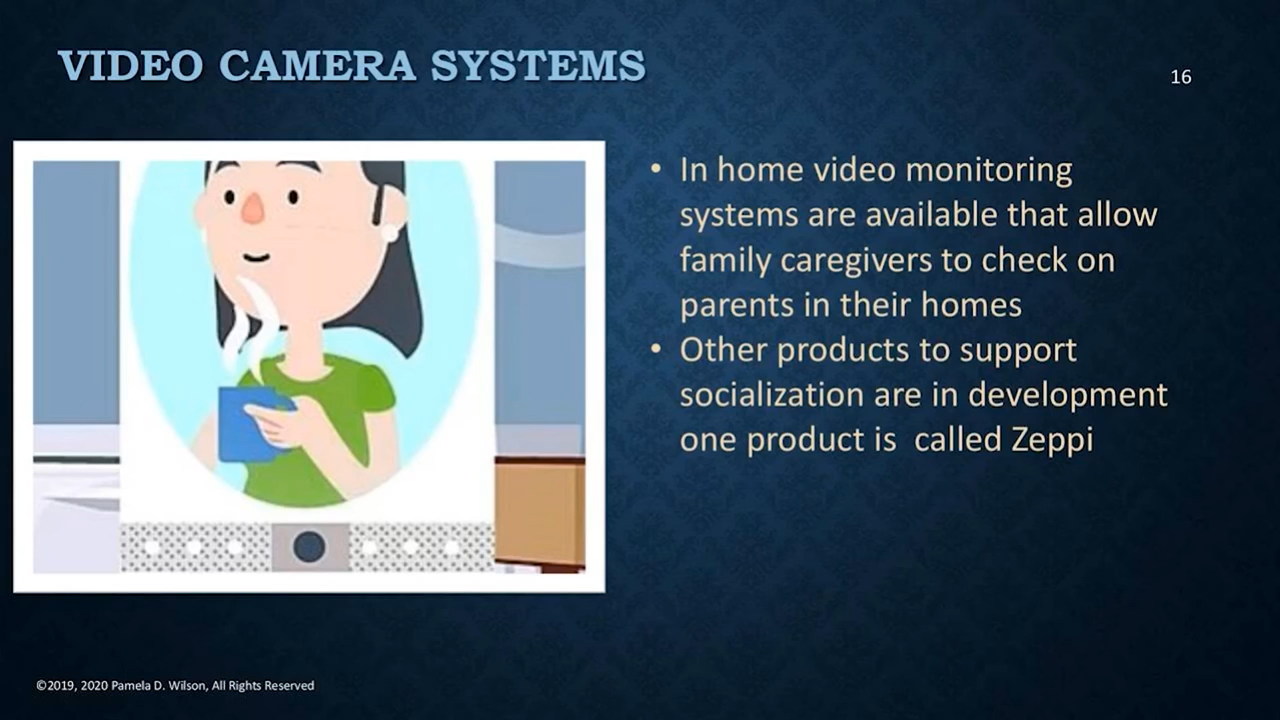 VIDEO CAMERA SYSTEMS
16
• In home video monitoring
systems are available that allow
family caregivers to check on
parents in their homes
• Other products to support
socialization are in development
one product is  called Zeppi
©2019, 2020 Pamela D. Wilson, All Rights Reserved